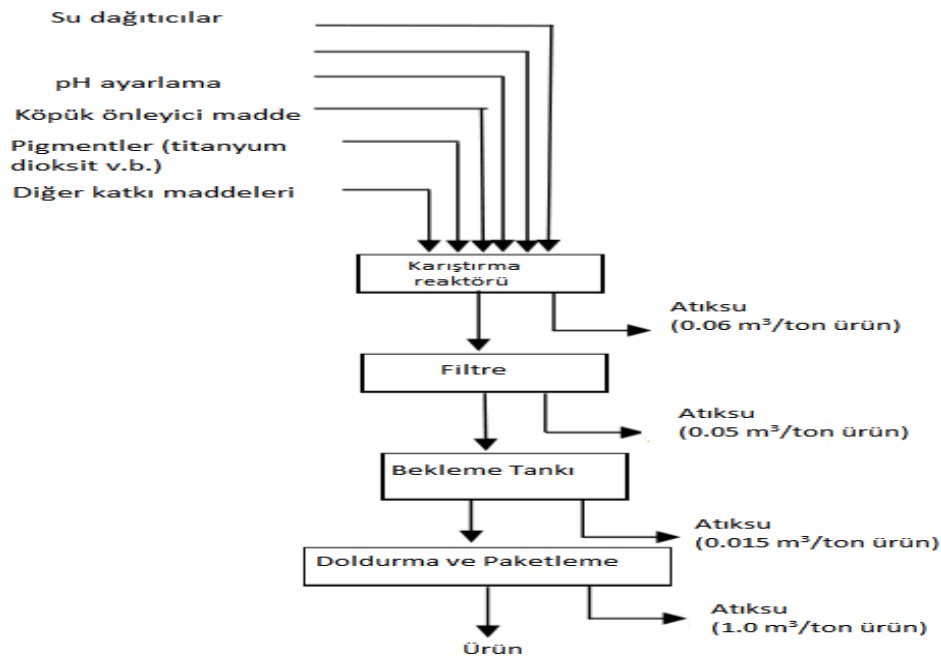 Su dağıtıcılar
pH ayarlama
Köpük önleyici madde
Pigmentler (titanyum
dioksit v.b.)
Diğer katkı maddeleri
Karıştırma
reaktörü
Atıksu
(0.06 m³/ton ürün)
Filtre
Atıksu
(0.05 m³/ton ürün)
Bekleme Tankı
Atıksu
(0.015 m³/ton ürün)
Doldurma ve Paketleme
Atıksu
(1.0 m³/ton ürün)
Ürün